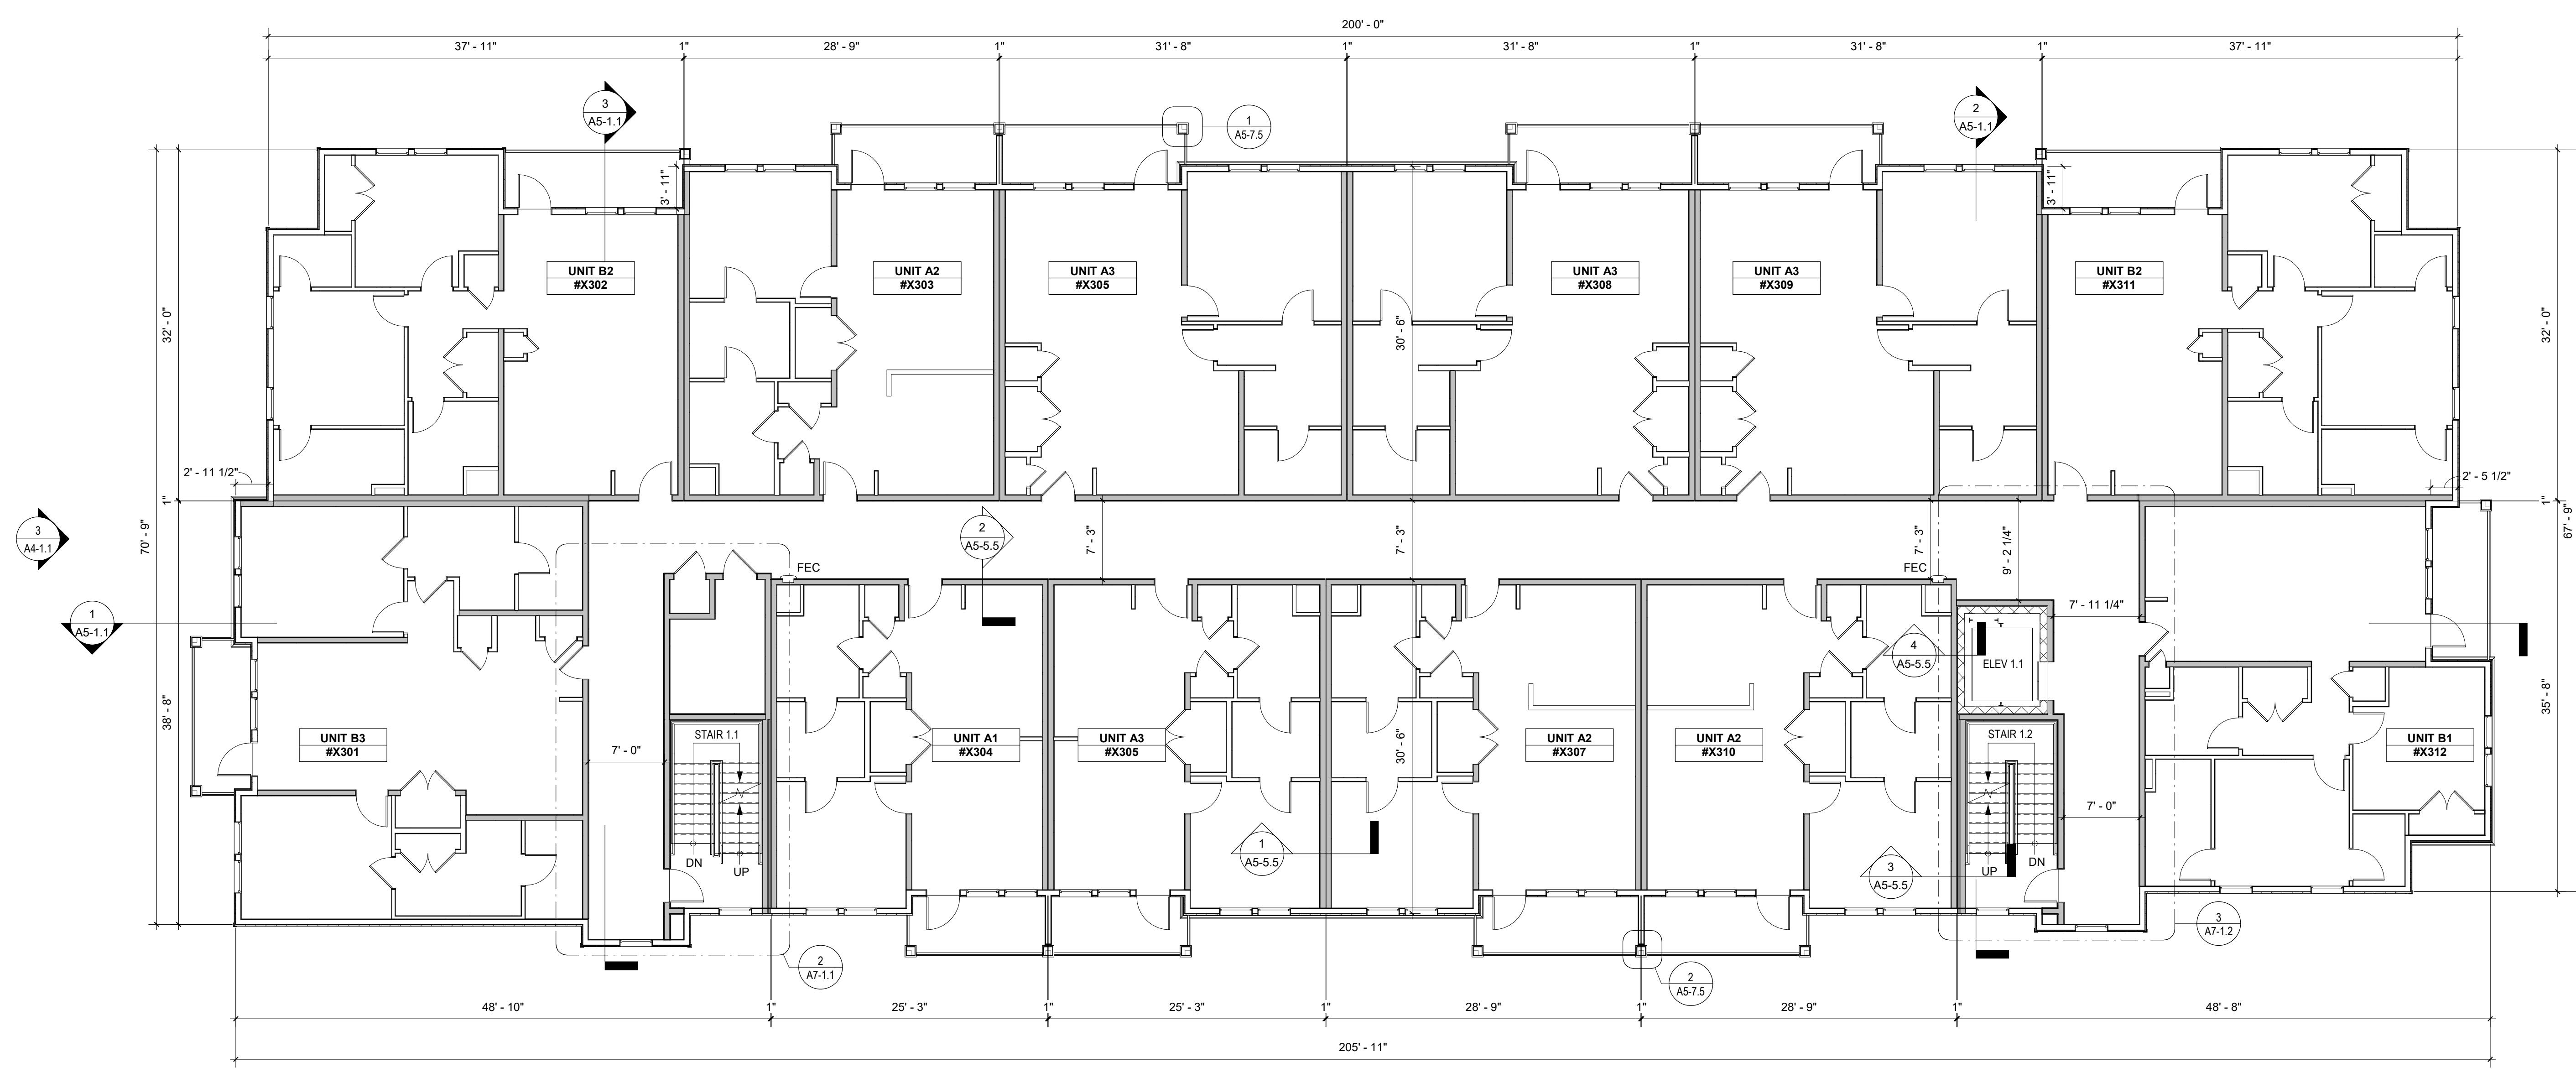 200' - 0"
37' - 11" 1" 28' - 9" 1" 31' - 8" 1" 31' - 8" 1" 31' - 8" 1" 37' - 11"
3
A5-1.1
1
A5-7.5
2
A5-1.1
3' - 11"
3' - 11"
UNIT B2
#X302
UNIT A2
#X303
UNIT A3
#X305
UNIT A3
#X308
UNIT A3
#X309
UNIT B2
#X311
32' - 0"
30' - 6"
32' - 0"
2' - 11 1/2"
2' - 5 1/2"
1"
1"
3
A4-1.1
70' - 9"
2
A5-5.5
7' - 3"
7' - 3"
7' - 3"
9' - 2 1/4"
67' - 9"
FEC
FEC
1
A5-1.1
7' - 11 1/4"
4
A5-5.5
ELEV 1.1
38' - 8"
35' - 8"
UNIT B3
#X301
7' - 0"
STAIR 1.1
UNIT A1
#X304
UNIT A3
#X305
30' - 6"
UNIT A2
#X307
UNIT A2
#X310
STAIR 1.2
UNIT B1
#X312
7' - 0"
DN
UP
1
A5-5.5
3
A5-5.5
UP
DN
2
A7-1.1
2
A5-7.5
3
A7-1.2
48' - 10" 1" 25' - 3" 1" 25' - 3" 1" 28' - 9" 1" 28' - 9" 1" 48' - 8"
205' - 11"